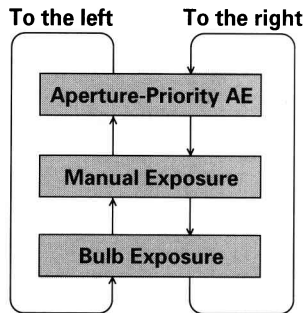 To the left To the right
Aperture-Priority AE
Manual Exposure
Bulb Exposure